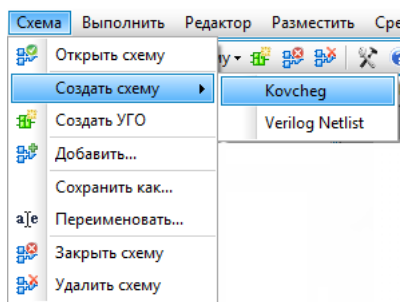 Схема Выполнить Редактор Разместить
Открыть схему
Создать схему
Kovcheg
Создать УГО
Verilog Netlist
Добавить...
Сохранить как...
Переименовать...
Закрыть схему
Удалить схему